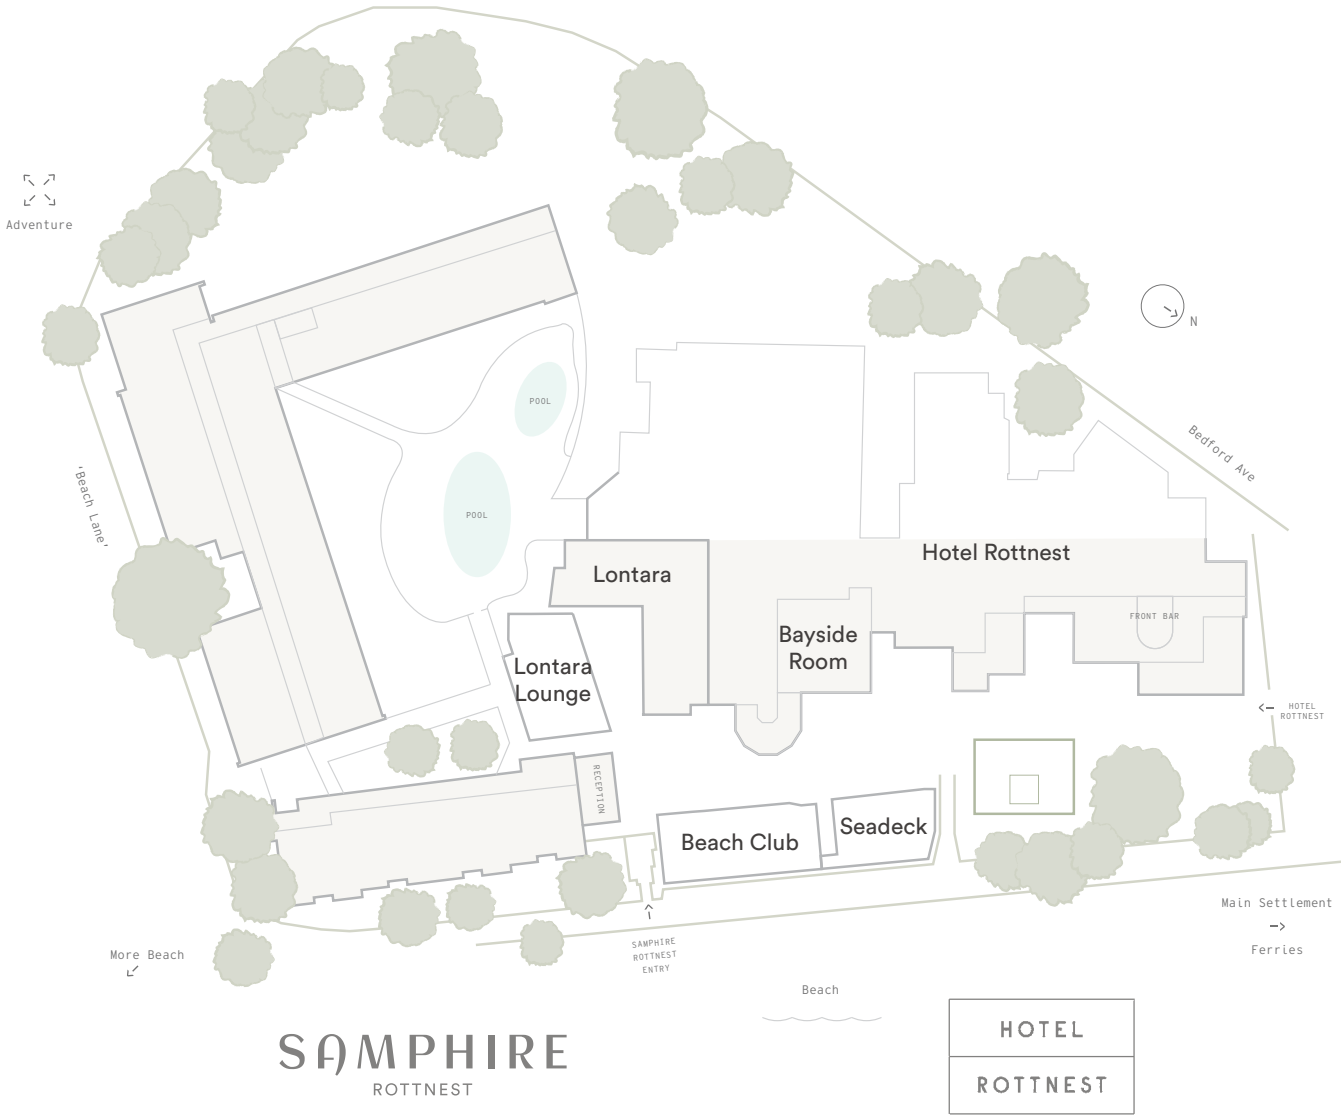 Adventure
N
Bedford Ave
'Beach Lane'
POOL
POOL
Hotel Rottnest
Lontara
FRONT BAR
Bayside
Room
Lontara
Lounge
HOTEL
ROTTNEST
RECEPTION
Beach Club
Seadeck
Main Settlement
Ferries
SAMPHIRE
ROTTNEST
ENTRY
More Beach
Beach
SAMPHIRE
ROTTNEST
HOTEL
ROTTNEST